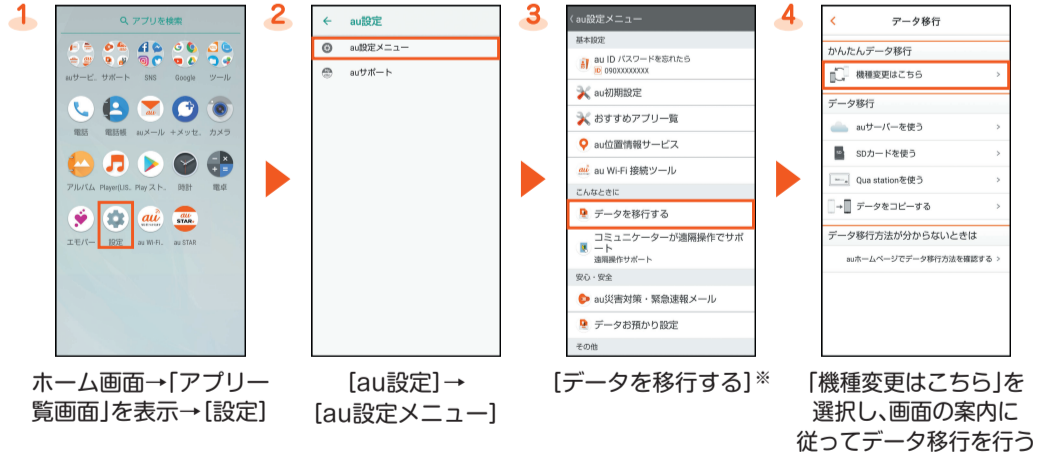 1
アプリを検索
auサービ..
サポート
SNS
Google
ツール
電話
電話帳
auメール
+メッセ..
カメラ
アルバム
Player(LIS..
Play スト..
時計
電卓
エモパー
設定
au Wi-Fi..
au STAR
ホーム画面→「アプリ一
覧画面」を表示→[設定]
2
au設定
au設定メニュー
auサポート
[au設定]→
[au設定メニュー]
3
au設定メニュー
基本設定
au ID パスワードを忘れたら
ID 090XXXXXXXX
au初期設定
おすすめアプリ一覧
au位置情報サービス
au Wi-Fi 接続ツール
こんなときに
データを移行する
コミュニケーターが遠隔操作でサポ
ート
遠隔操作サポート
安心・安全
au災害対策・緊急速報メール
データお預かり設定
その他
[データを移行する]※
4
データ移行
かんたんデータ移行
機種変更はこちら
データ移行
auサーバーを使う
SDカードを使う
Qua stationを使う
データをコピーする
データ移行方法が分からないときは
auホームページでデータ移行方法を確認する
「機種変更はこちら」を
選択し、画面の案内に
従ってデータ移行を行う